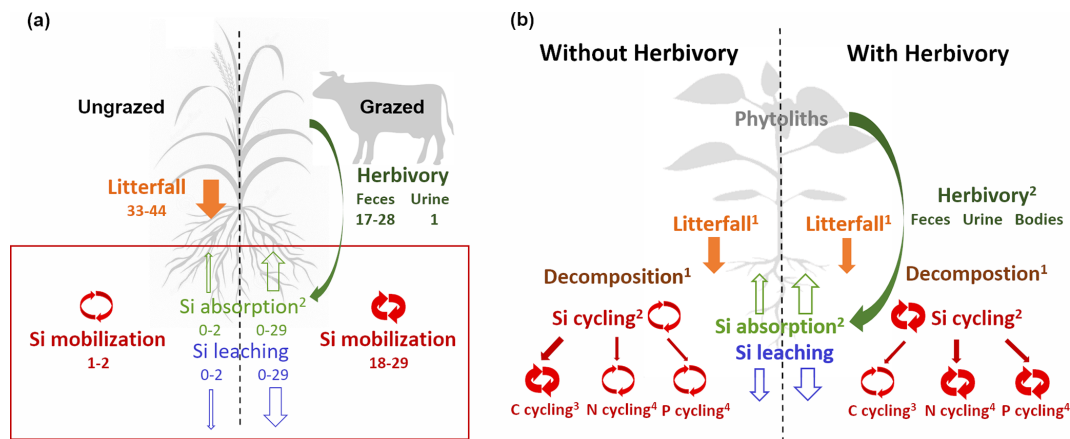 (a)
Ungrazed
Grazed
Litterfall
33-44
Herbivory
Feces Urine
17-28 1
Si absorption2
0-2 0-29
Si mobilization
1-2
Si mobilization
18-29
Si leaching
0-2 0-29
(b)
Without Herbivory
With Herbivory
Phytoliths
Herbivory2
Feces Urine Bodies
Litterfall1
Litterfall1
Decomposition1
Decompostion1
Si cycling2
Si cycling2
Si absorption2
Si leaching
C cycling3 N cycling4 P cycling4
C cycling3 N cycling4 P cycling4